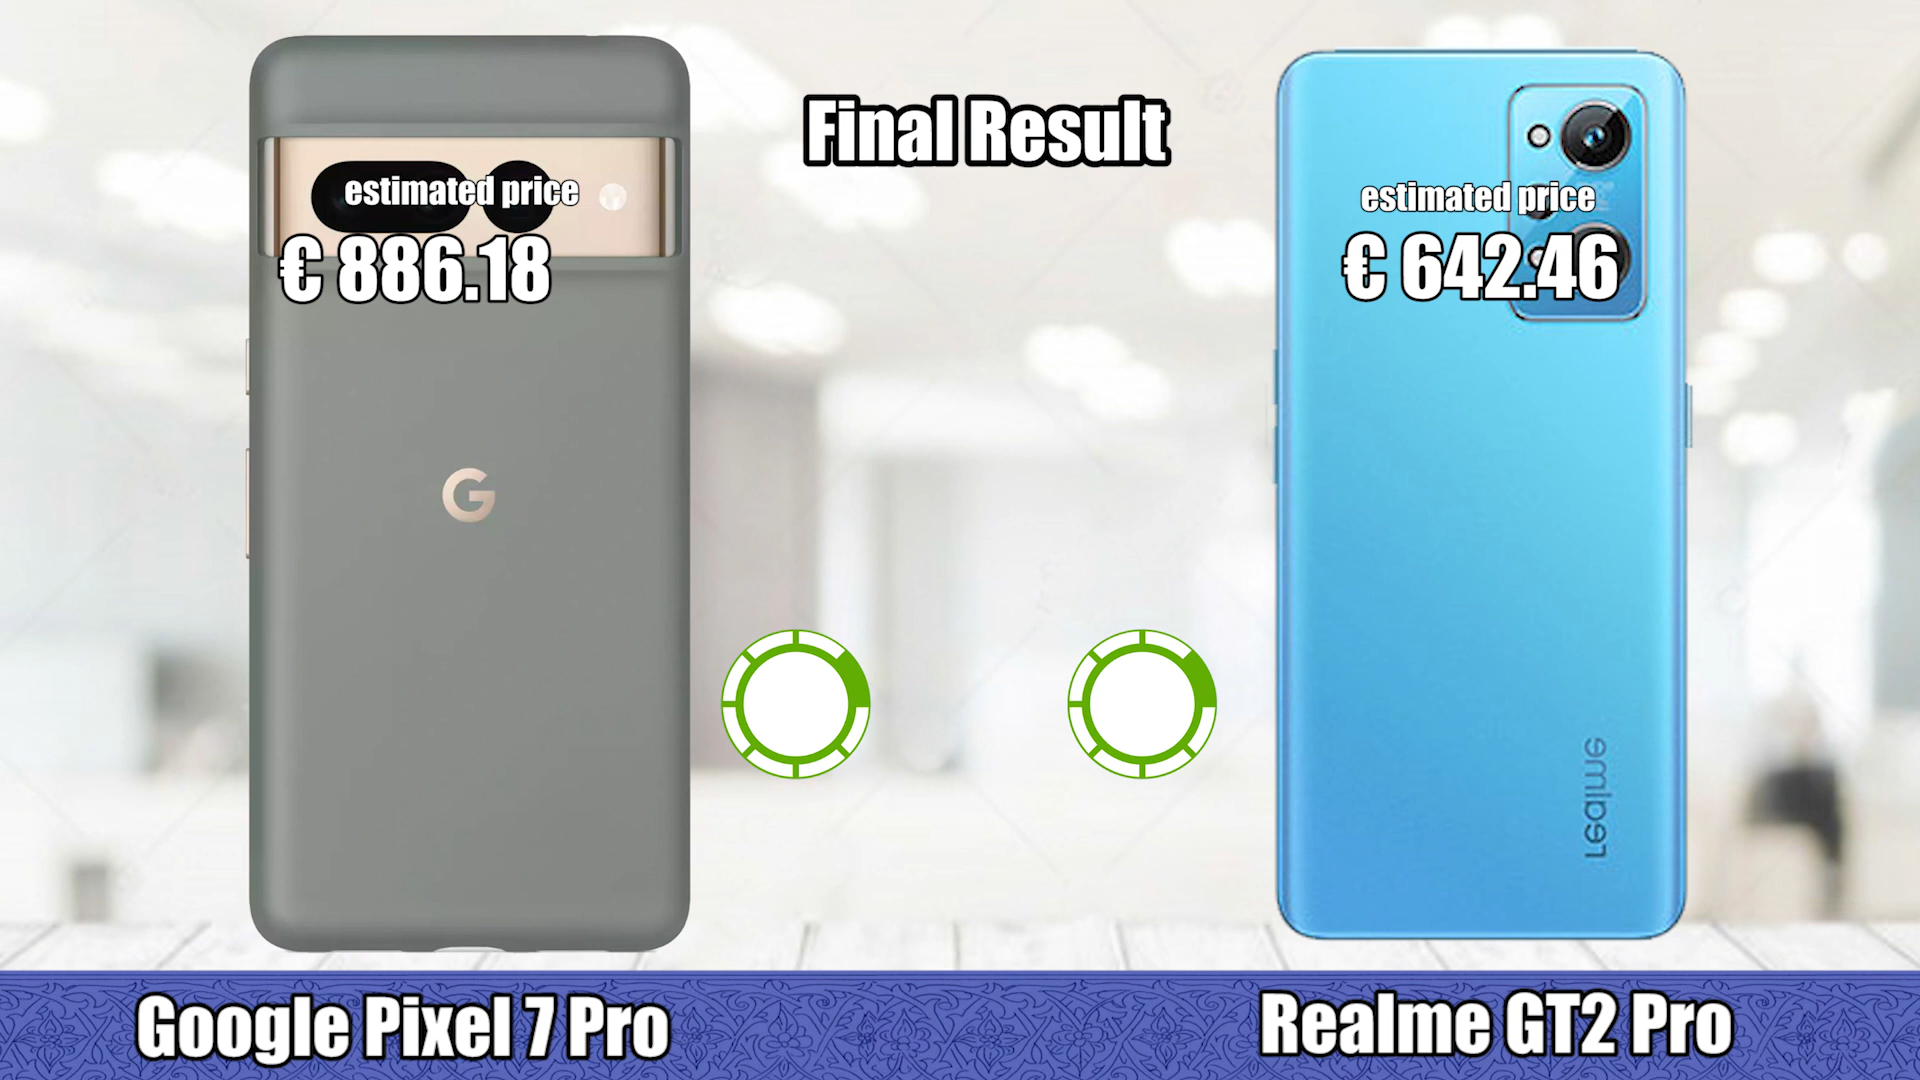 Final Result
estimated price
€ 886.18
estimated price
€ 642.46
G
realme
Google Pixel 7 Pro
Realme GT2 Pro